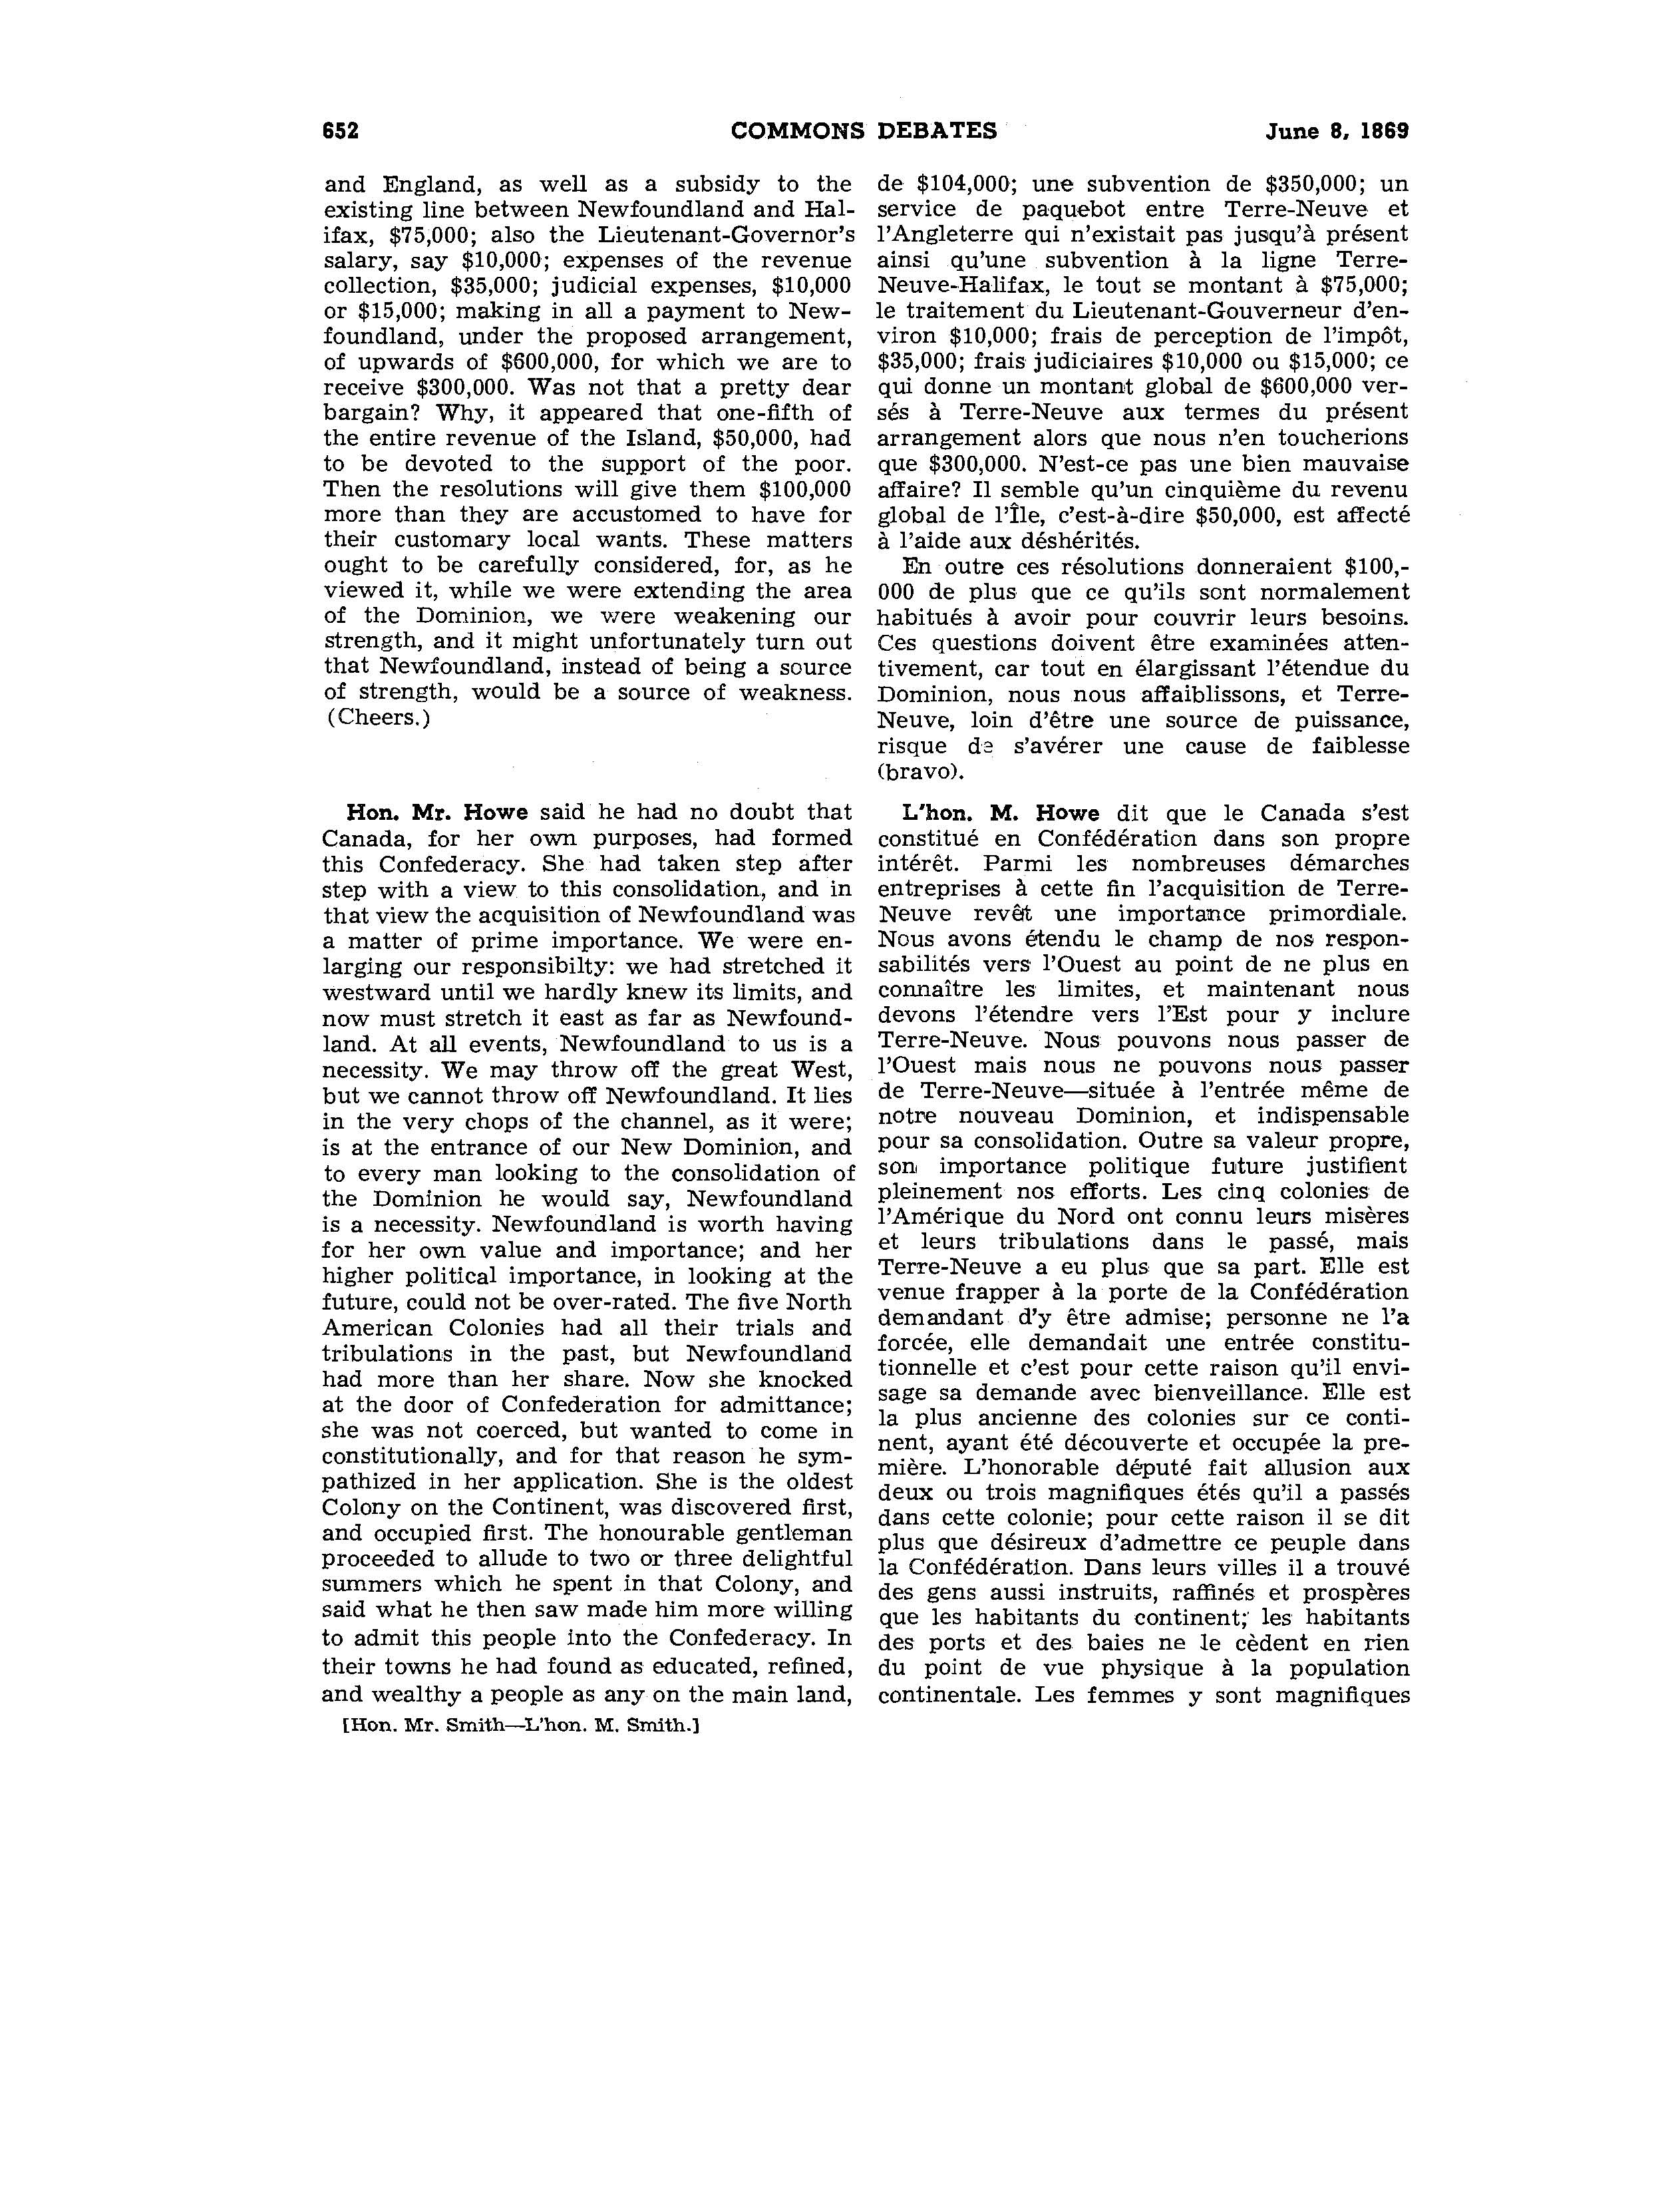 652 COMMONS DEBATES June 8, 1869
and England, as well as a subsidy to the
existing line between Newfoundland and Hal-
ifax, $75,000; also the Lieutenant-Governor's
salary, say $10,000; expenses of the revenue
collection, $35,000; judicial expenses, $10,000
or $15,000; making in all a payment to New-
foundland, under the proposed arrangement,
of upwards of $600,000, for which we are to
receive $300,000. Was not that a pretty dear
bargain? Why, it appeared that one-fifth of
the entire revenue of the Island, $50,000, had
to be devoted to the support of the poor.
Then the resolutions will give them $100,000
more than they are accustomed to have for
their customary local wants. These matters
ought to be carefully considered, for, as he
viewed it, while we were extending the area
of the Dominion, we were weakening our
strength, and it might unfortunately turn out
that Newfoundland, instead of being a source
of strength, would be a source of weakness.
(Cheers.)
Hon. Mr. Howe said he had no doubt that
Canada, for her own purposes, had formed
this Confederacy. She had taken step after
step with a view to this consolidation, and in
that view the acquisition of Newfoundland was
a matter of prime importance. We were en-
larging our responsibilty: we had stretched it
westward until we hardly knew its limits, and
now must stretch it east as far as Newfound-
land. At all events, Newfoundland to us is a
necessity. We may throw off the great West,
but we cannot throw off Newfoundland. It lies
in the very chops of the channel, as it were;
is at the entrance of our New Dominion, and
to every man looking to the consolidation of
the Dominion he would say, Newfoundland
is a necessity. Newfoundland is worth having
for her own value and importance; and her
higher political importance, in looking at the
future, could not be over-rated. The five North
American Colonies had all their trials and
tribulations in the past, but Newfoundland
had more than her share. Now she knocked
at the door of Confederation for admittance;
she was not coerced, but wanted to come in
constitutionally, and for that reason he sym-
pathized in her application. She is the oldest
Colony on the Continent, was discovered first,
and occupied first. The honourable gentleman
proceeded to allude to two or three delightful
summers which he spent in that Colony, and
said what he then saw made him more willing
to admit this people into the Confederacy. In
their towns he had found as educated, refined,
and wealthy a people as any on the main land,
[Hon. Mr. Smith—L'hon. M. Smith.]
de $104,000; une subvention de $350,000; un
service de paquebot entre Terre-Neuve et
l'Angleterre qui n'existait pas jusqu'à présent
ainsi qu'une subvention à la ligne Terre-
Neuve-Halifax, le tout se montant à $75,000;
le traitement du Lieutenant-Gouverneur d'en-
viron $10,000; frais de perception de l'impôt,
$35,000; frais judiciaires $10,000 ou $15,000; ce
qui donne un montant global de $600,000 ver-
sés à Terre-Neuve aux termes du présent
arrangement alors que nous n'en toucherions
que $300,000. N'est-ce pas une bien mauvaise
affaire? Il semble qu'un cinquième du revenu
global de l'Île, c'est-à-dire $50,000, est affecté
à l'aide aux déshérités.
En outre ces résolutions donneraient $100,-
000 de plus que ce qu'ils sont normalement
habitués à avoir pour couvrir leurs besoins.
Ces questions doivent être examinées atten-
tivement, car tout en élargissant l'étendue du
Dominion, nous nous affaiblissons, et Terre-
Neuve, loin d'être une source de puissance,
risque de s'avérer une cause de faiblesse
(bravo).
L'hon. M. Howe dit que le Canada s'est
constitué en Confédération dans son propre
intérêt. Parmi les nombreuses démarches
entreprises à cette fin l'acquisition de Terre-
Neuve revêt une importance primordiale.
Nous avons étendu le champ de nos respon-
sabilités vers l'Ouest au point de ne plus en
connaître les limites, et maintenant nous
devons l'étendre vers l'Est pour y inclure
Terre-Neuve. Nous pouvons nous passer de
l'Ouest mais nous ne pouvons nous passer
de Terre-Neuve—située à l'entrée même de
notre nouveau Dominion, et indispensable
pour sa consolidation. Outre sa valeur propre,
son importance politique future justifient
pleinement nos efforts. Les cinq colonies de
l'Amérique du Nord ont connu leurs misères
et leurs tribulations dans le passé, mais
Terre-Neuve a eu plus que sa part. Elle est
venue frapper à la porte de la Confédération
demandant d'y être admise; personne ne l'a
forcée, elle demandait une entrée constitu-
tionnelle et c'est pour cette raison qu'il envi-
sage sa demande avec bienveillance. Elle est
la plus ancienne des colonies sur ce conti-
nent, ayant été découverte et occupée la pre-
mière. L'honorable député fait allusion aux
deux ou trois magnifiques étés qu'il a passés
dans cette colonie; pour cette raison il se dit
plus que désireux d'admettre ce peuple dans
la Confédération. Dans leurs villes il a trouvé
des gens aussi instruits, raffinés et prospères
que les habitants du continent; les habitants
des ports et des baies ne le cèdent en rien
du point de vue physique à la population
continentale. Les femmes y sont magnifiques